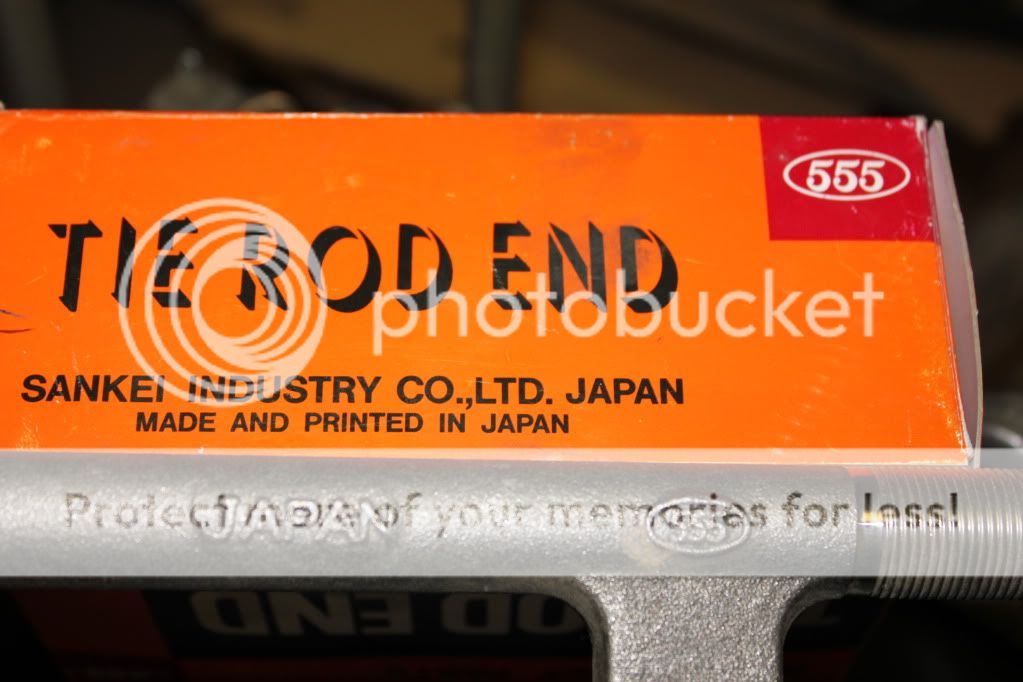 555
TIE ROD END
photobucket
SANKEI INDUSTRY CO.,LTD. JAPAN
MADE AND PRINTED IN JAPAN
Protect more of your memories for less!
JAPAN
555
ROD END